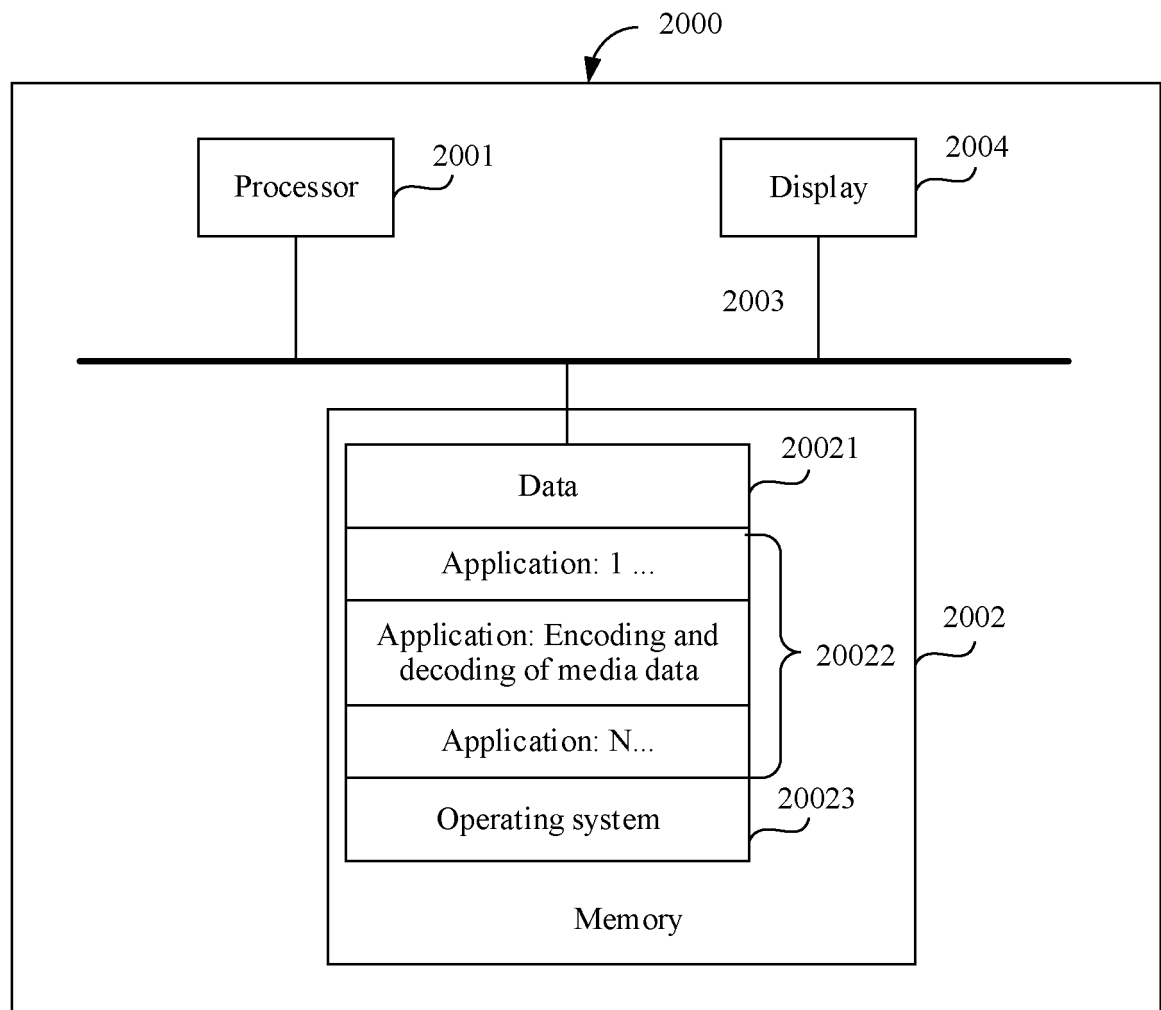 2000
2001
Processor
2004
Display
2003
20021
Data
Application: 1 ...
Application: Encoding and
decoding of media data
20022
2002
Application: N...
20023
Operating system
Memory